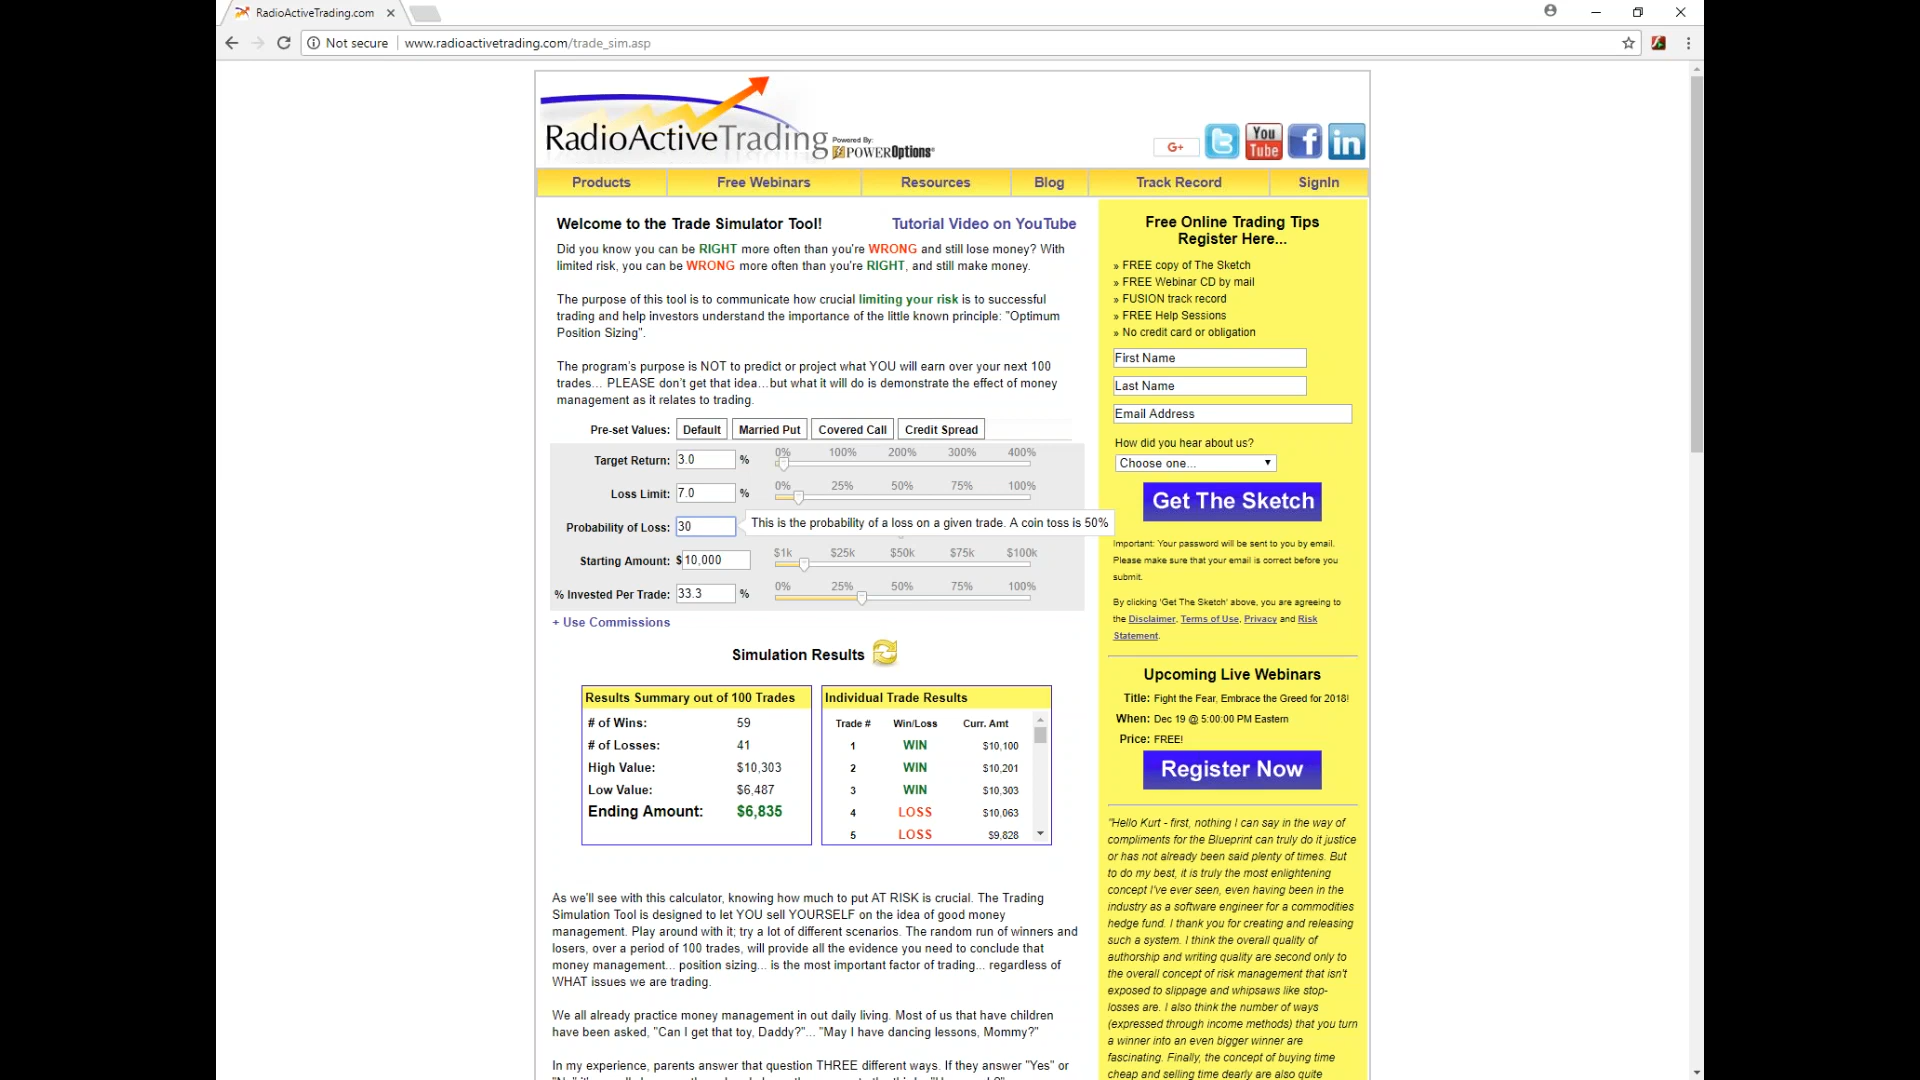 RadioActiveTrading.com
Not secure www.radioactivetrading.com/trade_sim.asp
RadioActiveTrading Powered By: POWEROptions®
G+
You Tube
f
in
Products Free Webinars Resources Blog Track Record SignIn
Welcome to the Trade Simulator Tool! Tutorial Video on YouTube
Did you know you can be RIGHT more often than you're WRONG and still lose money? With
limited risk, you can be WRONG more often than you're RIGHT, and still make money.
The purpose of this tool is to communicate how crucial limiting your risk is to successful
trading and help investors understand the importance of the little known principle: "Optimum
Position Sizing".
The program's purpose is NOT to predict or project what YOU will earn over your next 100
trades... PLEASE don't get that idea...but what it will do is demonstrate the effect of money
management as it relates to trading.
Pre-set Values: Default Married Put Covered Call Credit Spread
Target Return: 3.0 % 0% 100% 200% 300% 400%
Loss Limit: 7.0 % 0% 25% 50% 75% 100%
Probability of Loss: 30 This is the probability of a loss on a given trade. A coin toss is 50%
Starting Amount: $ 10,000 $1k $25k $50k $75k $100k
% Invested Per Trade: 33.3 % 0% 25% 50% 75% 100%
+ Use Commissions
Simulation Results
Results Summary out of 100 Trades
# of Wins: 59
# of Losses: 41
High Value: $10,303
Low Value: $6,487
Ending Amount: $6,835
Individual Trade Results
Trade # Win/Loss Curr. Amt
1 WIN $10,100
2 WIN $10,201
3 WIN $10,303
4 LOSS $10,063
5 LOSS $9,828
As we'll see with this calculator, knowing how much to put AT RISK is crucial. The Trading
Simulation Tool is designed to let YOU sell YOURSELF on the idea of good money
management. Play around with it; try a lot of different scenarios. The random run of winners and
losers, over a period of 100 trades, will provide all the evidence you need to conclude that
money management... position sizing... is the most important factor of trading... regardless of
WHAT issues we are trading.
We all already practice money management in out daily living. Most of us that have children
have been asked, "Can I get that toy, Daddy?"... "May I have dancing lessons, Mommy?"
In my experience, parents answer that question THREE different ways. If they answer "Yes" or
Free Online Trading Tips
Register Here...
» FREE copy of The Sketch
» FREE Webinar CD by mail
» FUSION track record
» FREE Help Sessions
» No credit card or obligation
First Name
Last Name
Email Address
How did you hear about us?
Choose one...
Get The Sketch
Important: Your password will be sent to you by email.
Please make sure that your email is correct before you
submit.
By clicking 'Get The Sketch' above, you are agreeing to
the Disclaimer, Terms of Use, Privacy and Risk
Statement.
Upcoming Live Webinars
Title: Fight the Fear, Embrace the Greed for 2018!
When: Dec 19 @ 5:00:00 PM Eastern
Price: FREE!
Register Now
"Hello Kurt - first, nothing I can say in the way of
compliments for the Blueprint can truly do it justice
or has not already been said plenty of times. But
to do my best, it is truly the most enlightening
concept I've ever seen, even having been in the
industry as a software engineer for a commodities
hedge fund. I thank you for creating and releasing
such a system. I think the overall quality of
authorship and writing quality are second only to
the overall concept of risk management that isn't
exposed to slippage and whipsaws like stop-
losses are. I also think the number of ways
(expressed through income methods) that you turn
a winner into an even bigger winner are
fascinating. Finally, the concept of buying time
cheap and selling time dearly are also quite